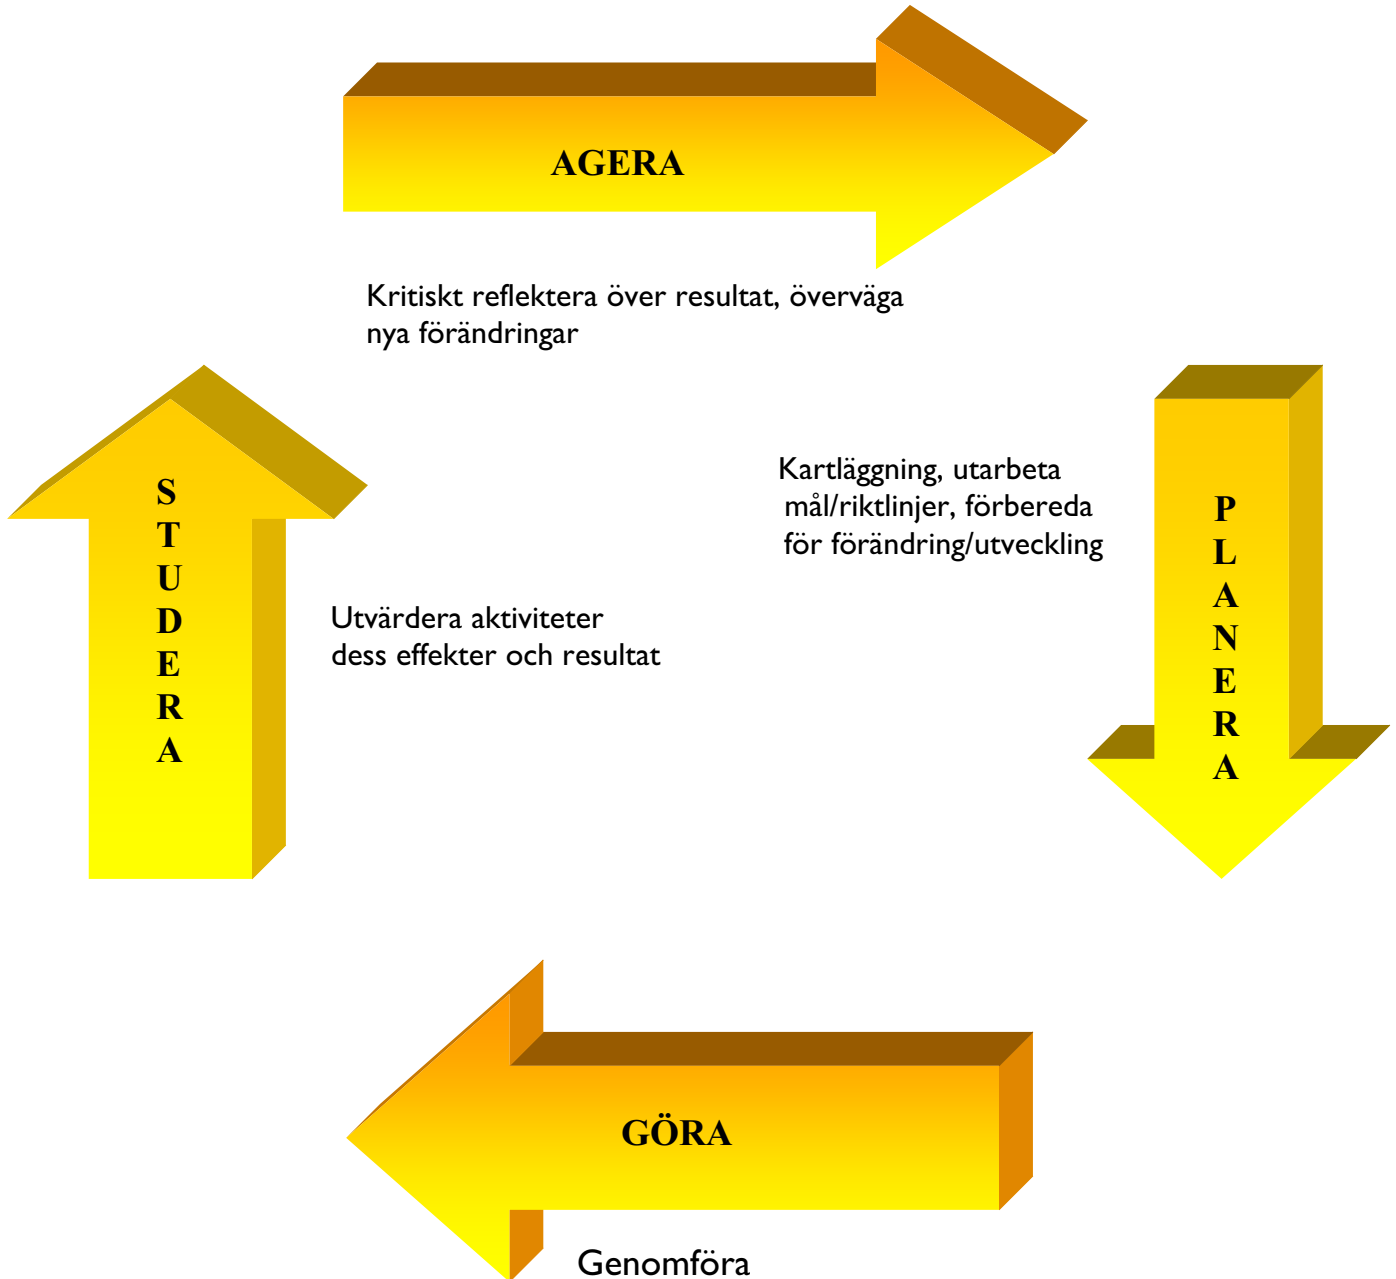 AGERA
Kritiskt reflektera över resultat, överväga
nya förändringar
STUDERA
Utvärdera aktiviteter
dess effekter och resultat
Kartläggning, utarbeta
mål/riktlinjer, förbereda
för förändring/utveckling
PLANERA
GÖRA
Genomföra